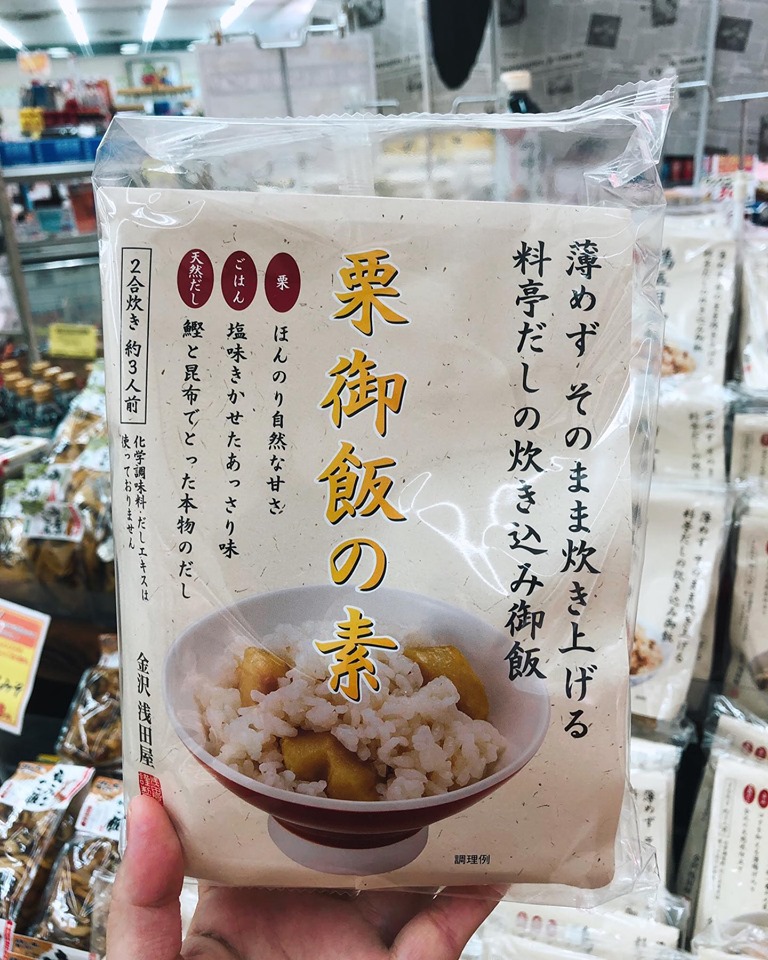 薄めず そのまま炊き上げる
料亭だしの炊き込み御飯
栗御飯の素
栗
ほんのり自然な甘さ
ごはん
塩味きかせたあっさり味
天然だし
鰹と昆布でとった本物のだし
2合炊き 約3人前
化学調味料・だしエキスは
使っておりません
金沢 浅田屋
調理例